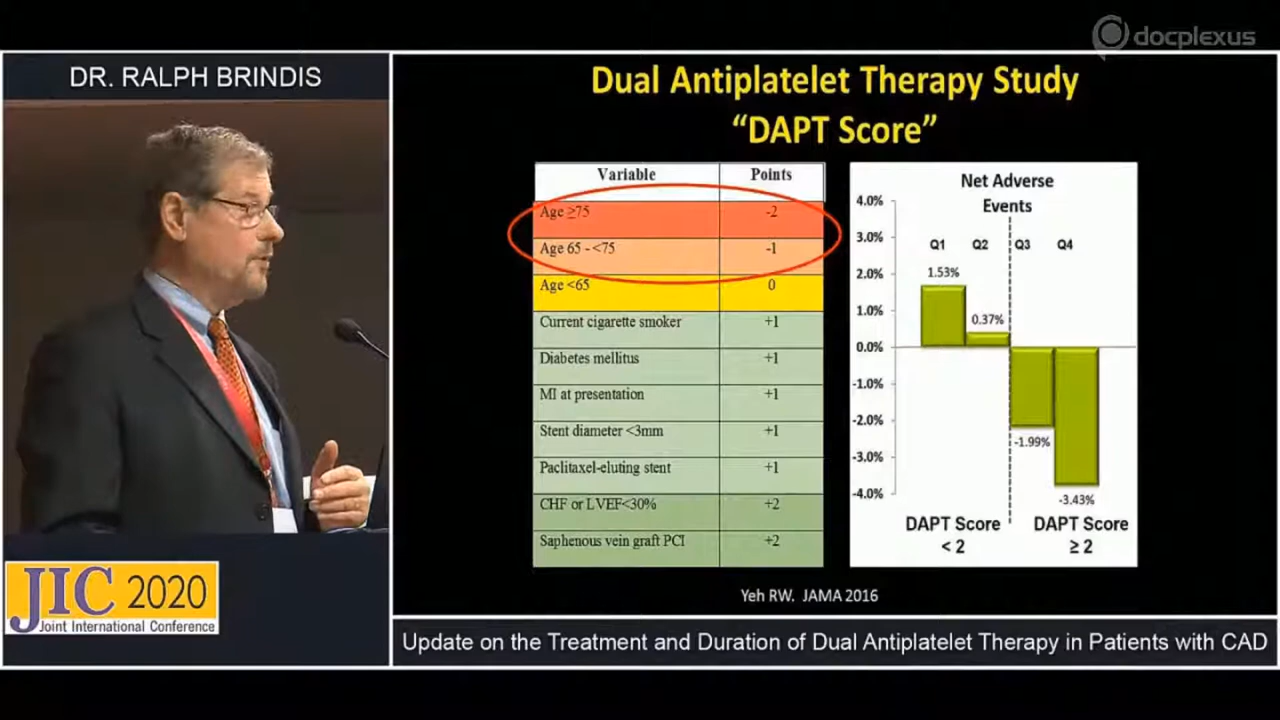 docplexus
DR. RALPH BRINDIS
Dual Antiplatelet Therapy Study
“DAPT Score”
Variable Points
Age ≥75 -2
Age 65 - <75 -1
Age <65 0
Current cigarette smoker +1
Diabetes mellitus +1
MI at presentation +1
Stent diameter <3mm +1
Paclitaxel-eluting stent +1
CHF or LVEF<30% +2
Saphenous vein graft PCI +2
Net Adverse
Events
4.0%
3.0%
2.0%
1.0%
0.0%
-1.0%
-2.0%
-3.0%
-4.0%
Q1 Q2 Q3 Q4
1.53%
0.37%
-1.99%
-3.43%
DAPT Score
< 2
DAPT Score
≥ 2
Yeh RW. JAMA 2016
JIC 2020
Joint International Conference
Update on the Treatment and Duration of Dual Antiplatelet Therapy in Patients with CAD